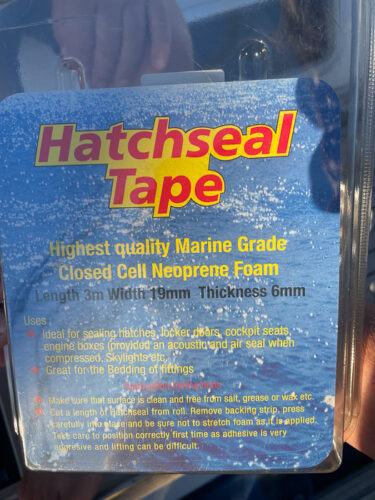 Hatchseal
Tape
Highest quality Marine Grade
Closed Cell Neoprene Foam
Length 3m Width 19mm Thickness 6mm
Uses
Ideal for sealing hatches, locker doors, cockpit seats,
engine boxes (provided an acoustic and air seal when
compressed. Skylights etc.
Great for the Bedding of fittings
Make sure that surface is clean and free from salt, grease or wax etc.
Cut a length of hatchseal from roll. Remove backing strip, press
carefully into place and be sure not to stretch foam as it is applied.
Take care to position correctly first time as adhesive is very
aggresive and lifting can be difficult.